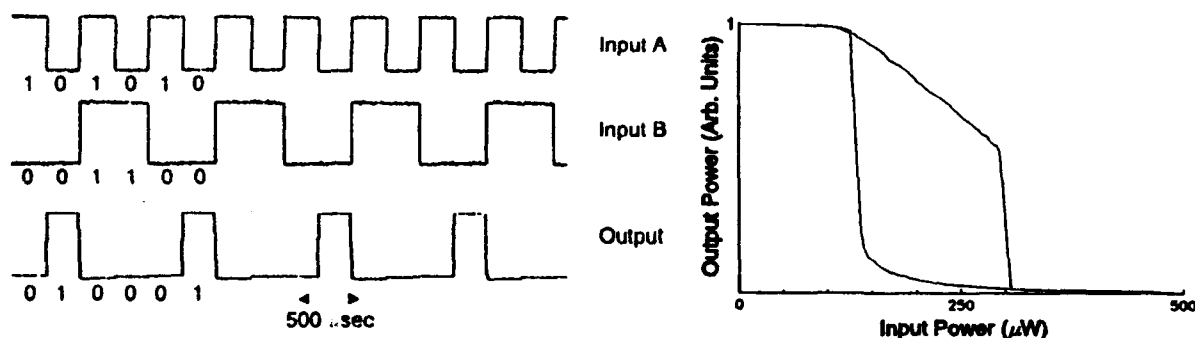 Input A
1 0 1 0 1 0
Input B
0 0 1 1 0 0
Output
0 1 0 0 0 1
500 sec
Output Power (Arb. Units)
1
0
250
500
Input Power (μW)